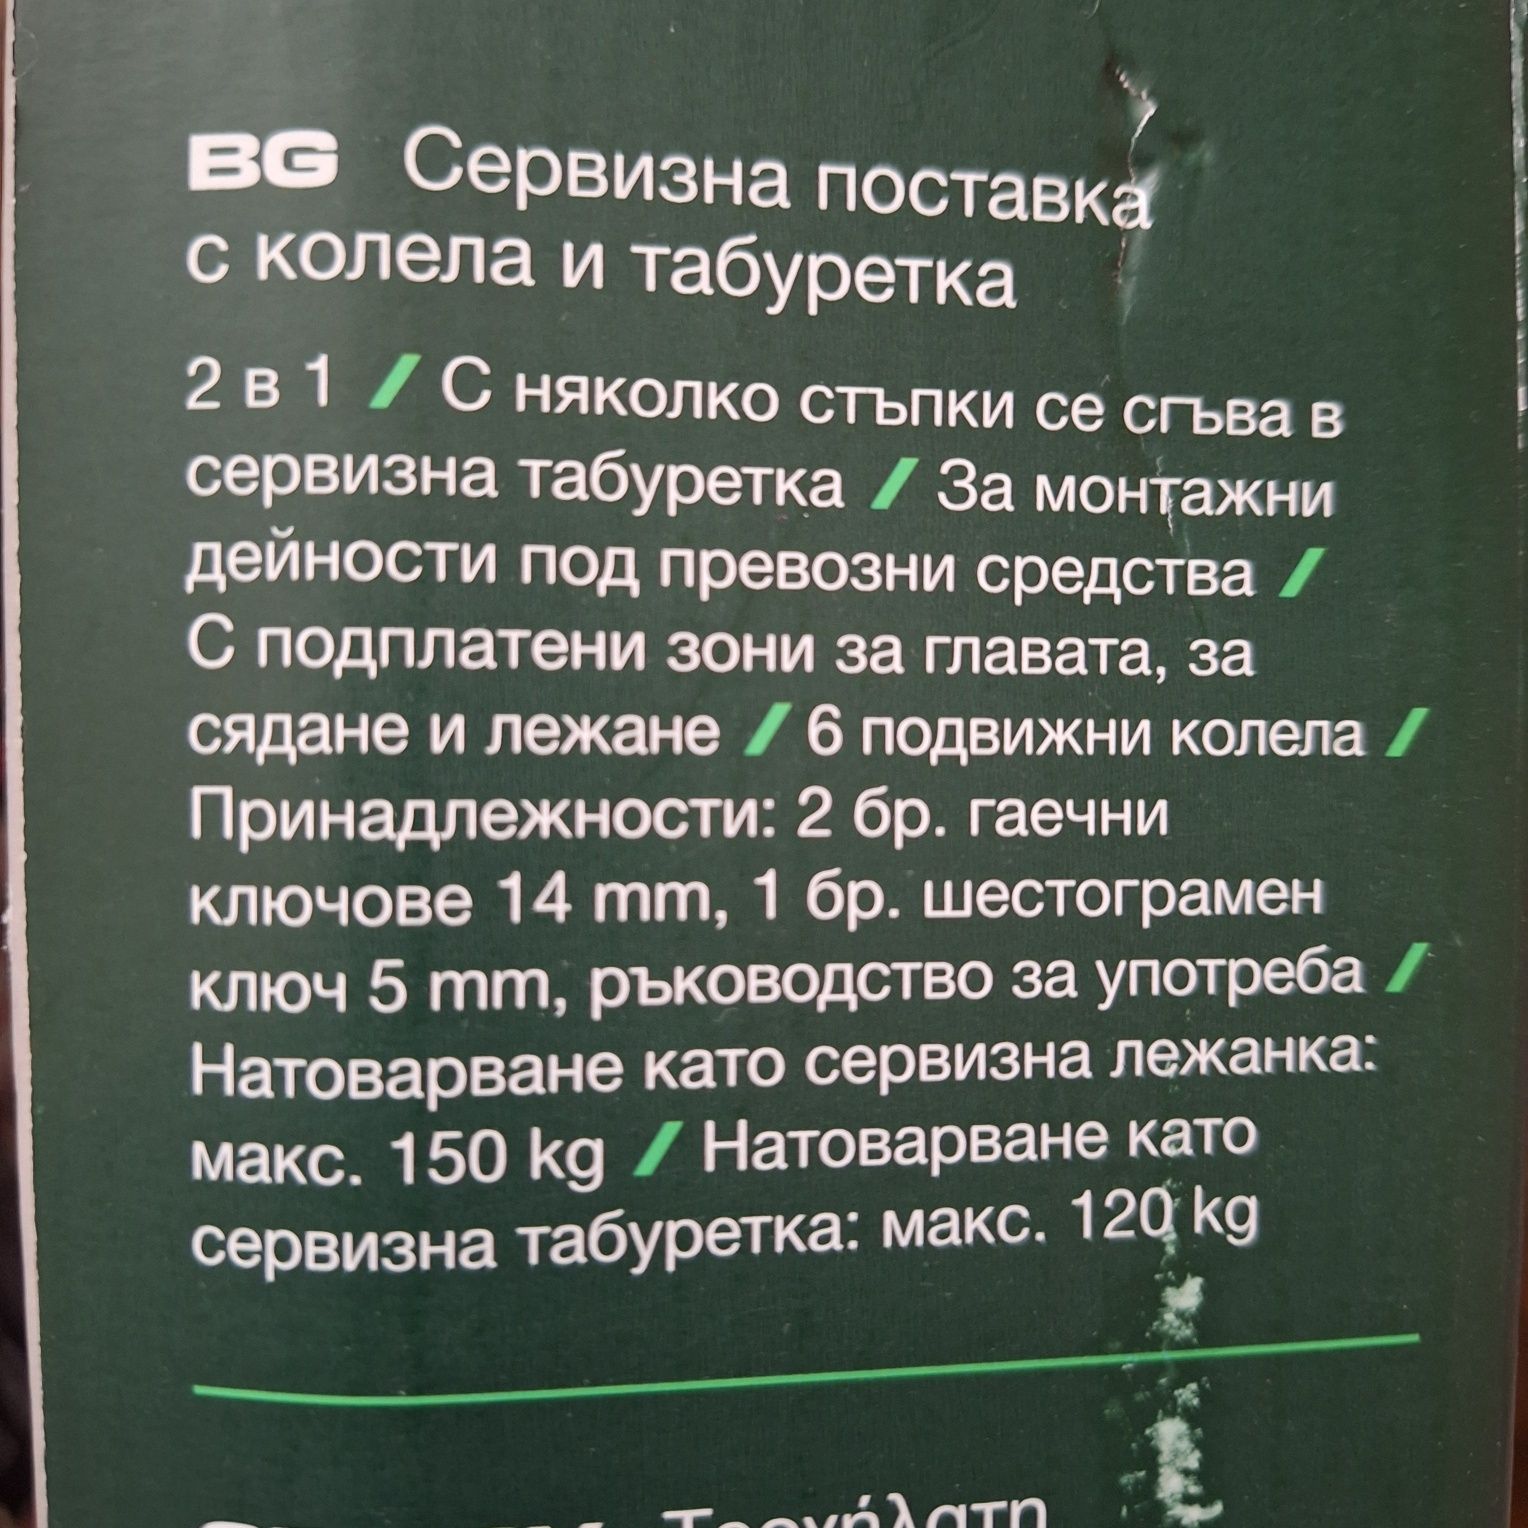 BG Сервизна поставка
с колела и табуретка
2 в 1 / С няколко стъпки се сгъва в
сервизна табуретка / За монтажни
дейности под превозни средства /
С подплатени зони за главата, за
сядане и лежане / 6 подвижни колела /
Принадлежности: 2 бр. гаечни
ключове 14 mm, 1 бр. шестограмен
ключ 5 mm, ръководство за употреба /
Натоварване като сервизна лежанка:
макс. 150 kg / Натоварване като
сервизна табуретка: макс. 120 kg
Τροχήλατη